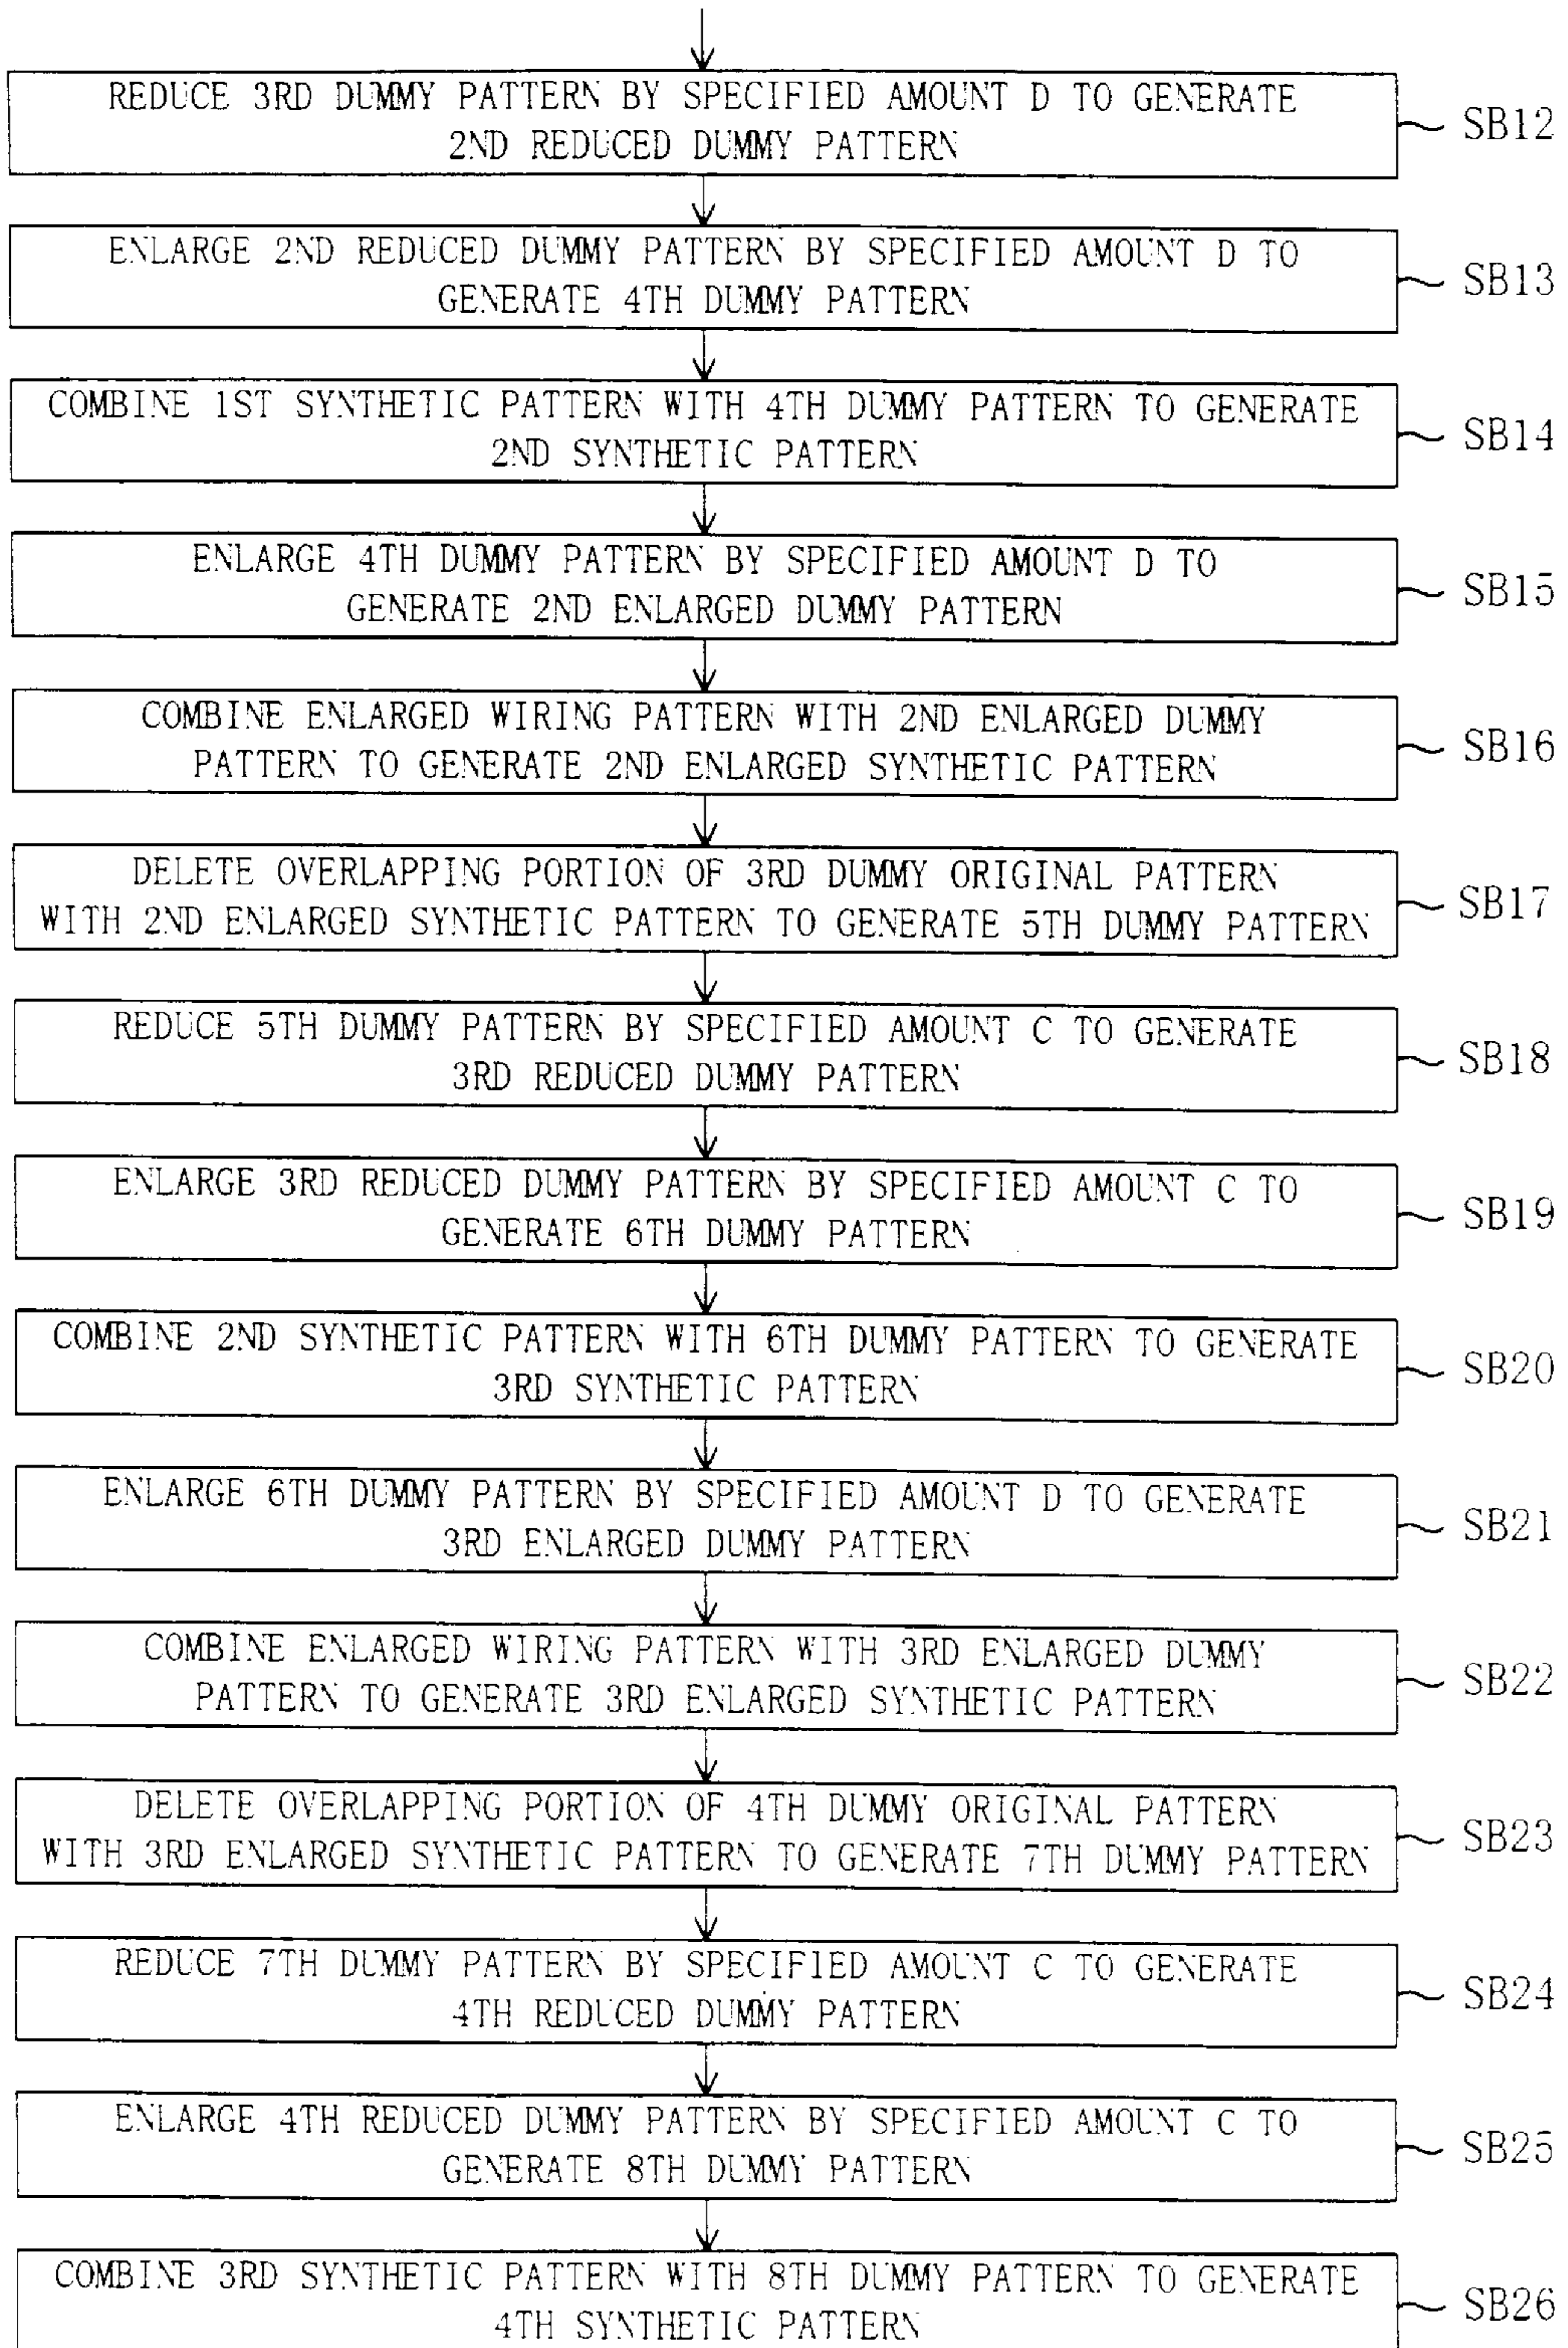 REDUCE 3RD DUMMY PATTERN BY SPECIFIED AMOUNT D TO GENERATE
2ND REDUCED DUMMY PATTERN
SB12
ENLARGE 2ND REDUCED DUMMY PATTERN BY SPECIFIED AMOUNT D TO
GENERATE 4TH DUMMY PATTERN
SB13
COMBINE 1ST SYNTHETIC PATTERN WITH 4TH DUMMY PATTERN TO GENERATE
2ND SYNTHETIC PATTERN
SB14
ENLARGE 4TH DUMMY PATTERN BY SPECIFIED AMOUNT D TO
GENERATE 2ND ENLARGED DUMMY PATTERN
SB15
COMBINE ENLARGED WIRING PATTERN WITH 2ND ENLARGED DUMMY
PATTERN TO GENERATE 2ND ENLARGED SYNTHETIC PATTERN
SB16
DELETE OVERLAPPING PORTION OF 3RD DUMMY ORIGINAL PATTERN
WITH 2ND ENLARGED SYNTHETIC PATTERN TO GENERATE 5TH DUMMY PATTERN
SB17
REDUCE 5TH DUMMY PATTERN BY SPECIFIED AMOUNT C TO GENERATE
3RD REDUCED DUMMY PATTERN
SB18
ENLARGE 3RD REDUCED DUMMY PATTERN BY SPECIFIED AMOUNT C TO
GENERATE 6TH DUMMY PATTERN
SB19
COMBINE 2ND SYNTHETIC PATTERN WITH 6TH DUMMY PATTERN TO GENERATE
3RD SYNTHETIC PATTERN
SB20
ENLARGE 6TH DUMMY PATTERN BY SPECIFIED AMOUNT D TO GENERATE
3RD ENLARGED DUMMY PATTERN
SB21
COMBINE ENLARGED WIRING PATTERN WITH 3RD ENLARGED DUMMY
PATTERN TO GENERATE 3RD ENLARGED SYNTHETIC PATTERN
SB22
DELETE OVERLAPPING PORTION OF 4TH DUMMY ORIGINAL PATTERN
WITH 3RD ENLARGED SYNTHETIC PATTERN TO GENERATE 7TH DUMMY PATTERN
SB23
REDUCE 7TH DUMMY PATTERN BY SPECIFIED AMOUNT C TO GENERATE
4TH REDUCED DUMMY PATTERN
SB24
ENLARGE 4TH REDUCED DUMMY PATTERN BY SPECIFIED AMOUNT C TO
GENERATE 8TH DUMMY PATTERN
SB25
COMBINE 3RD SYNTHETIC PATTERN WITH 8TH DUMMY PATTERN TO GENERATE
4TH SYNTHETIC PATTERN
SB26